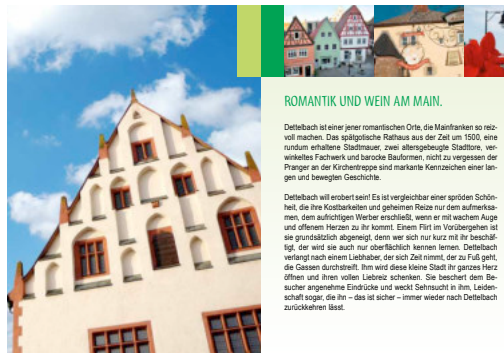 ROMANTIK UND WEIN AM MAIN.
Dettelbach ist einer jener romantischen Orte, die Mainfranken so reiz-
voll machen. Das spätgotische Rathaus aus der Zeit um 1500, eine
rundum erhaltene Stadtmauer, zwei altersgebeugte Stadttore, ver-
winkeltes Fachwerk und barocke Bauformen, nicht zu vergessen der
Pranger an der Kirchentreppe sind markante Kennzeichen einer lan-
gen und bewegten Geschichte.
Dettelbach will erobert sein! Es ist vergleichbar einer spröden Schön-
heit, die ihre Kostbarkeiten und geheimen Reize nur dem aufmerksa-
men, dem aufrichtigen Werber erschließt, wenn er mit wachem Auge
und offenem Herzen zu ihr kommt. Einem Flirt im Vorübergehen ist
sie grundsätzlich abgeneigt, denn wer sich nur kurz mit ihr beschäf-
tigt, der wird sie auch nur oberflächlich kennen lernen. Dettelbach
verlangt nach einem Liebhaber, der sich Zeit nimmt, der zu Fuß geht,
die Gassen durchstreift. Ihm wird diese kleine Stadt ihr ganzes Herz
öffnen und ihren vollen Liebreiz schenken. Sie beschert dem Be-
sucher angenehme Eindrücke und weckt Sehnsucht in ihm, Leiden-
schaft sogar, die ihn – das ist sicher – immer wieder nach Dettelbach
zurückkehren lässt.